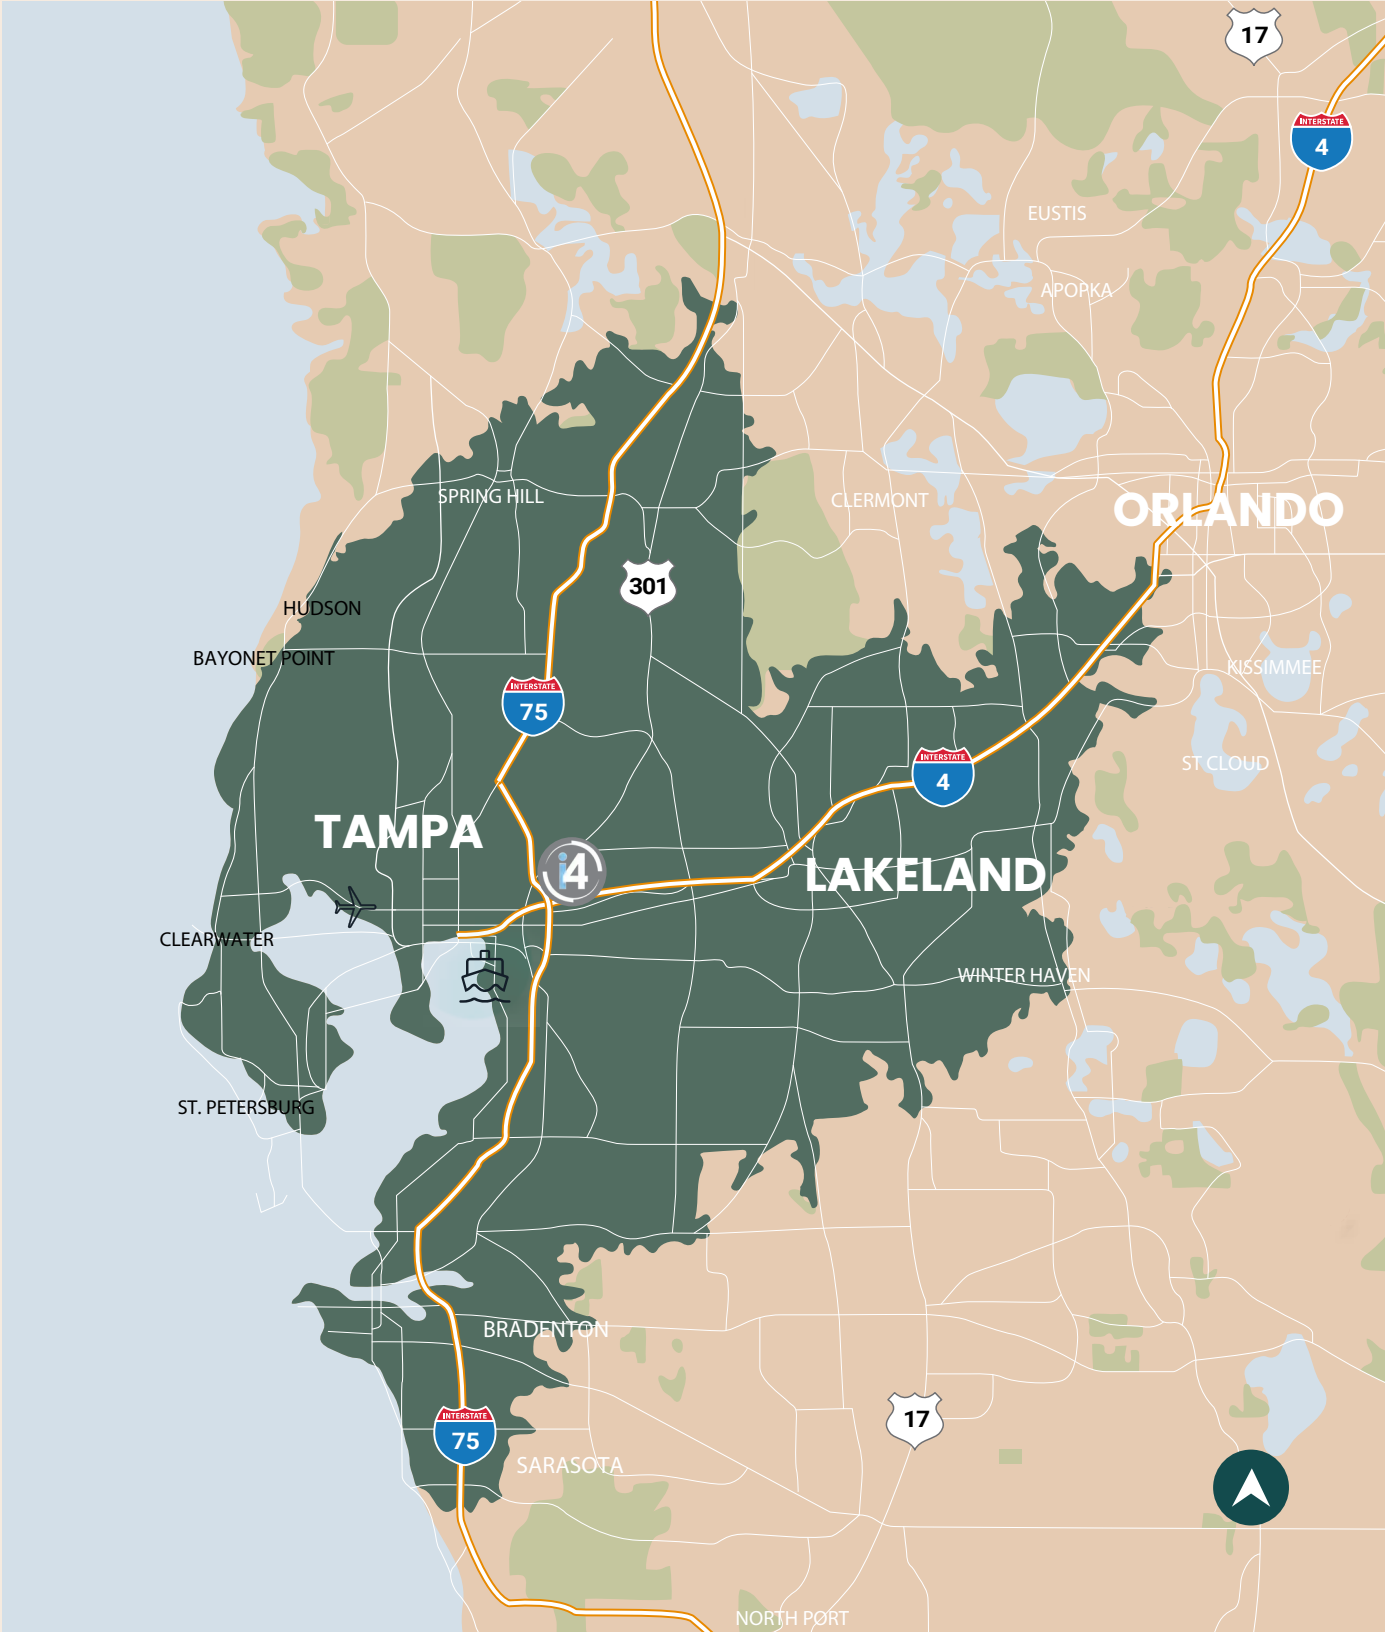 17
INTERSTATE
4
EUSTIS
APOPKA
SPRING HILL
CLERMONT
ORLANDO
301
HUDSON
BAYONET POINT
KISSIMMEE
INTERSTATE
75
INTERSTATE
4
ST CLOUD
TAMPA
i4
LAKELAND
CLEARWATER
WINTER HAVEN
ST. PETERSBURG
BRADENTON
17
INTERSTATE
75
SARASOTA
NORTH PORT